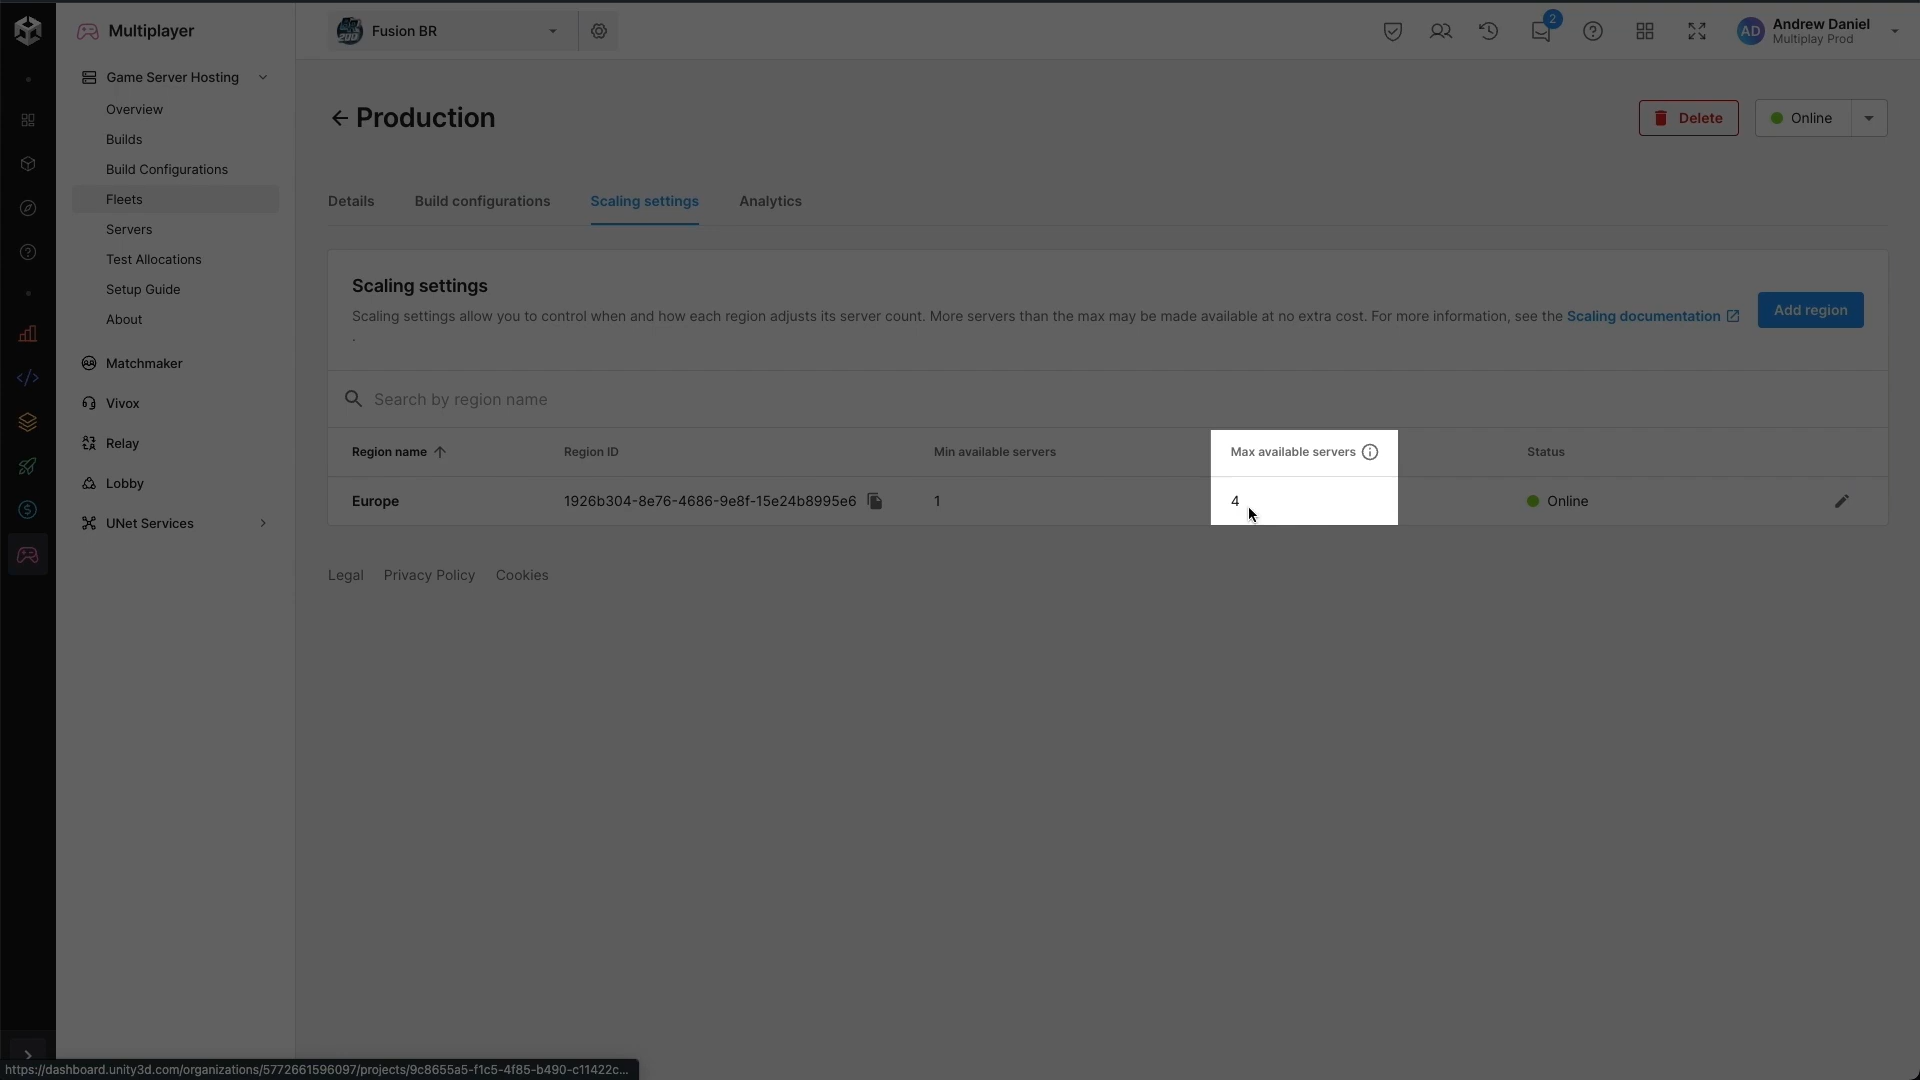 Multiplayer
Game Server Hosting
Overview
Builds
Build Configurations
Fleets
Servers
Test Allocations
Setup Guide
About
Matchmaker
Vivox
Relay
Lobby
UNet Services
Fusion BR
2
AD
Andrew Daniel
Multiplay Prod
Production
Delete
Online
Details Build configurations Scaling settings Analytics
Scaling settings
Scaling settings allow you to control when and how each region adjusts its server count. More servers than the max may be made available at no extra cost. For more information, see the Scaling documentation
.
Add region
Search by region name
Region name Region ID Min available servers Max available servers Status
Europe 1926b304-8e76-4686-9e8f-15e24b8995e6 1 4 Online
Legal Privacy Policy Cookies
https://dashboard.unity3d.com/organizations/5772661596097/projects/9c8655a5-f1c5-4f85-b490-c11422c...